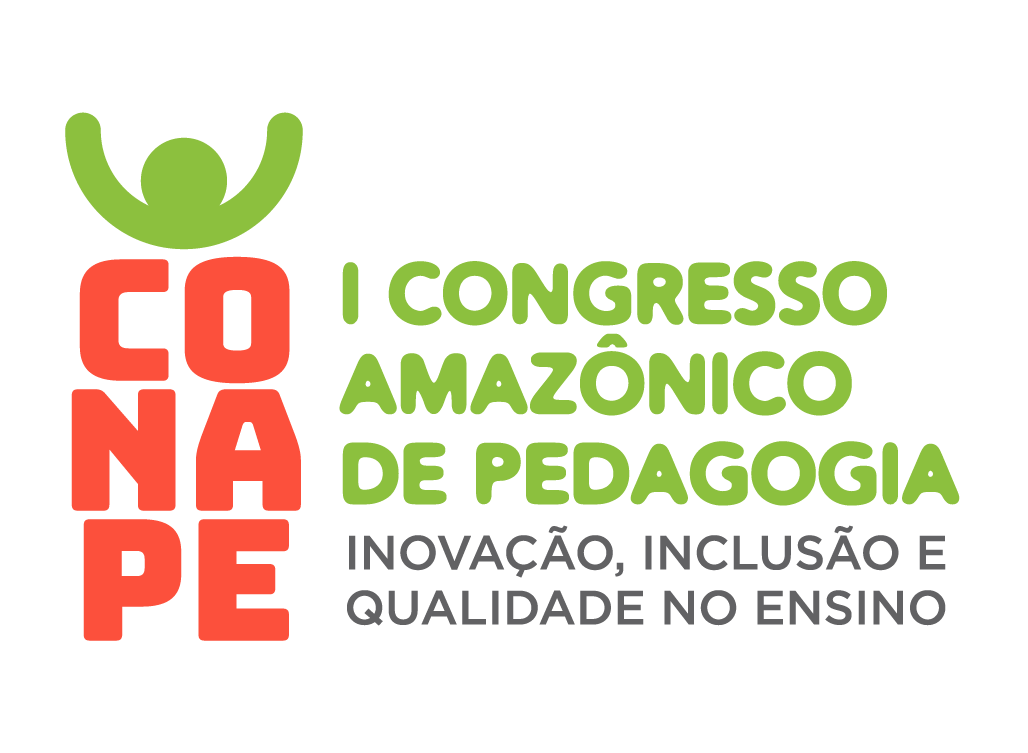 CO
NA
PE
I CONGRESSO
AMAZÔNICO
DE PEDAGOGIA
INOVAÇÃO, INCLUSÃO E
QUALIDADE NO ENSINO